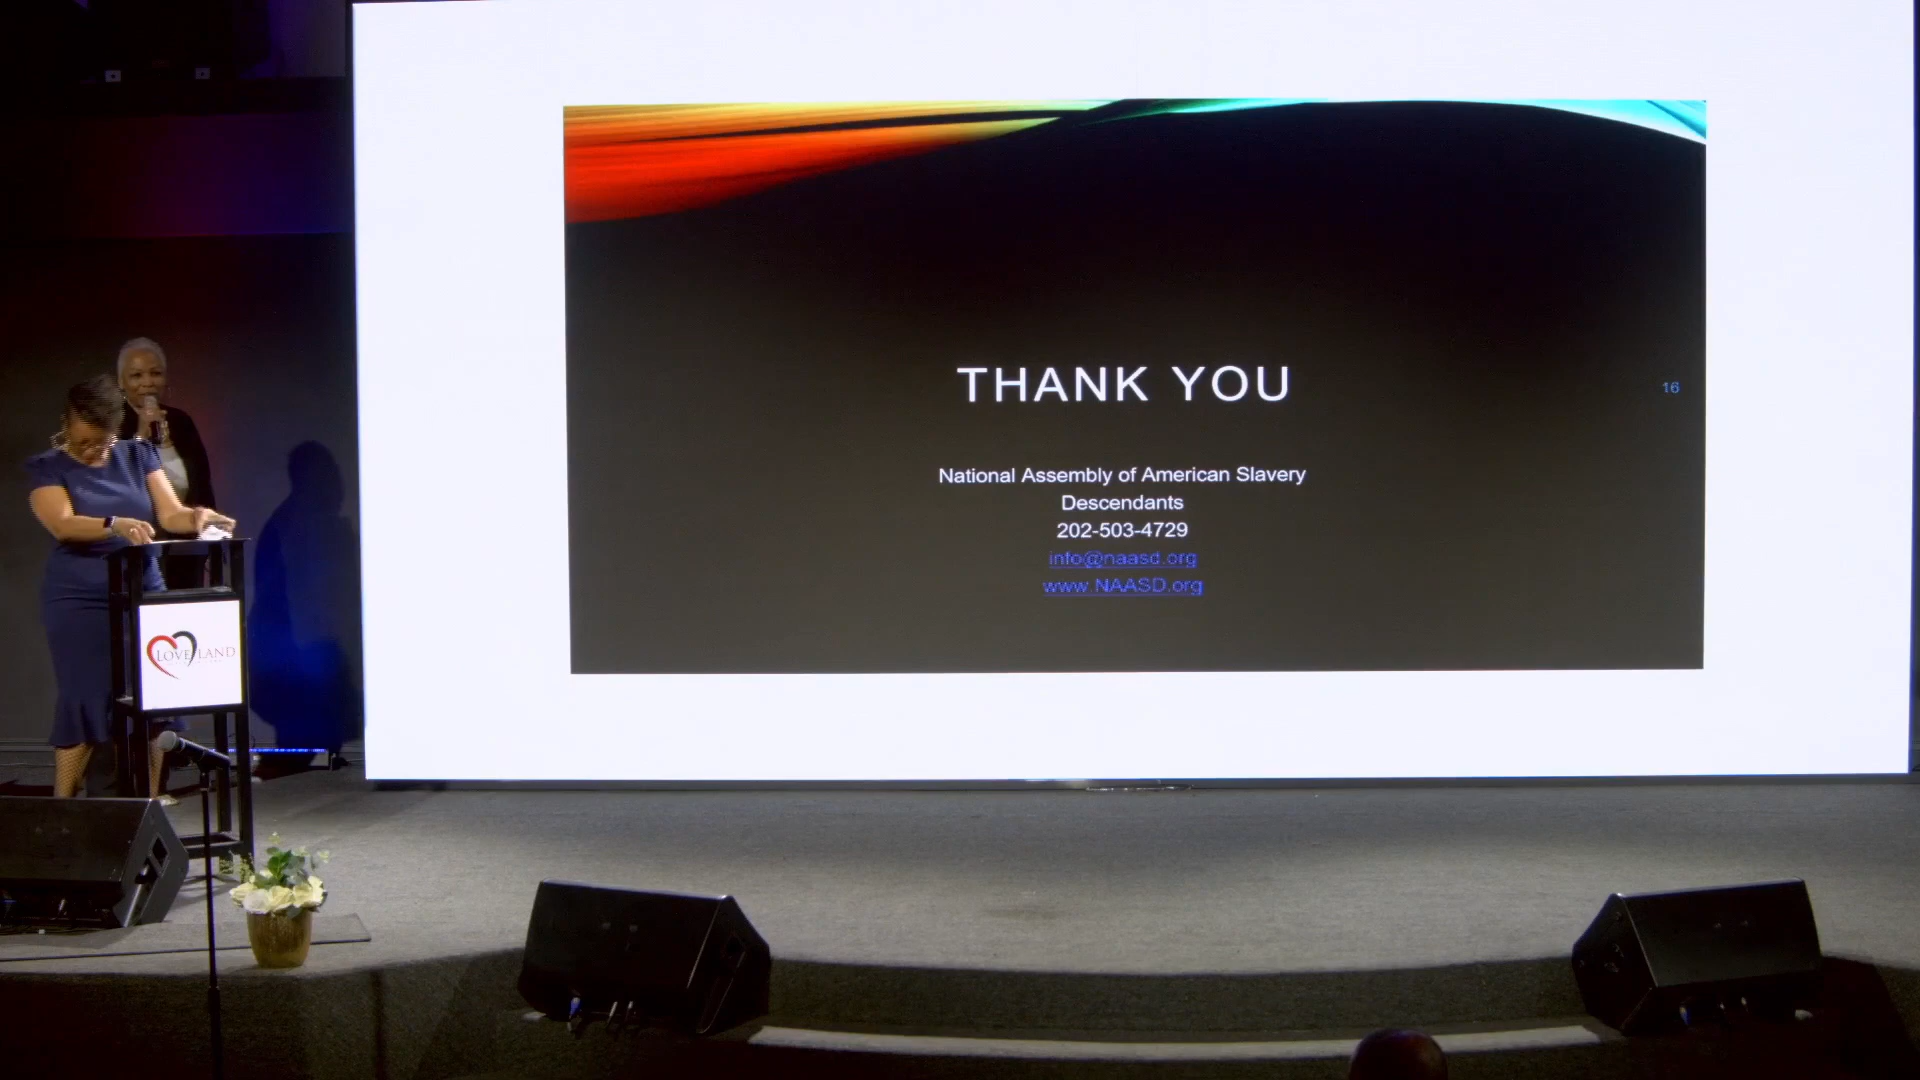 THANK YOU
16
National Assembly of American Slavery
Descendants
202-503-4729
info@naasd.org
www.NAASD.org
LOVE LAND